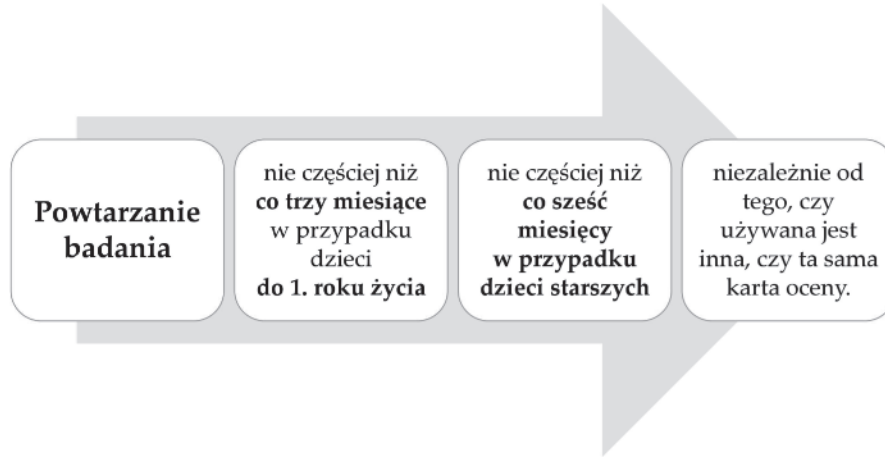 Powtarzanie
badania
nie częściej niż
co trzy miesiące
w przypadku
dzieci
do 1. roku życia
nie częściej niż
co sześć
miesięcy
w przypadku
dzieci starszych
niezależnie od
tego, czy
używana jest
inna, czy ta sama
karta oceny.